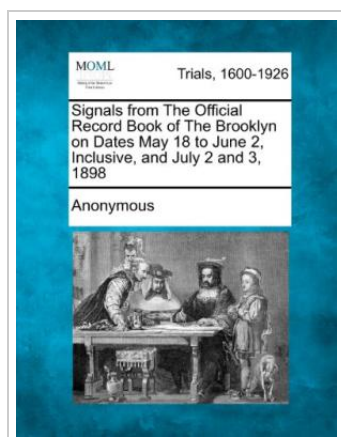 MOML
Trials, 1600-1926
Signals from The Official
Record Book of The Brooklyn
on Dates May 18 to June 2,
Inclusive, and July 2 and 3,
1898
Anonymous